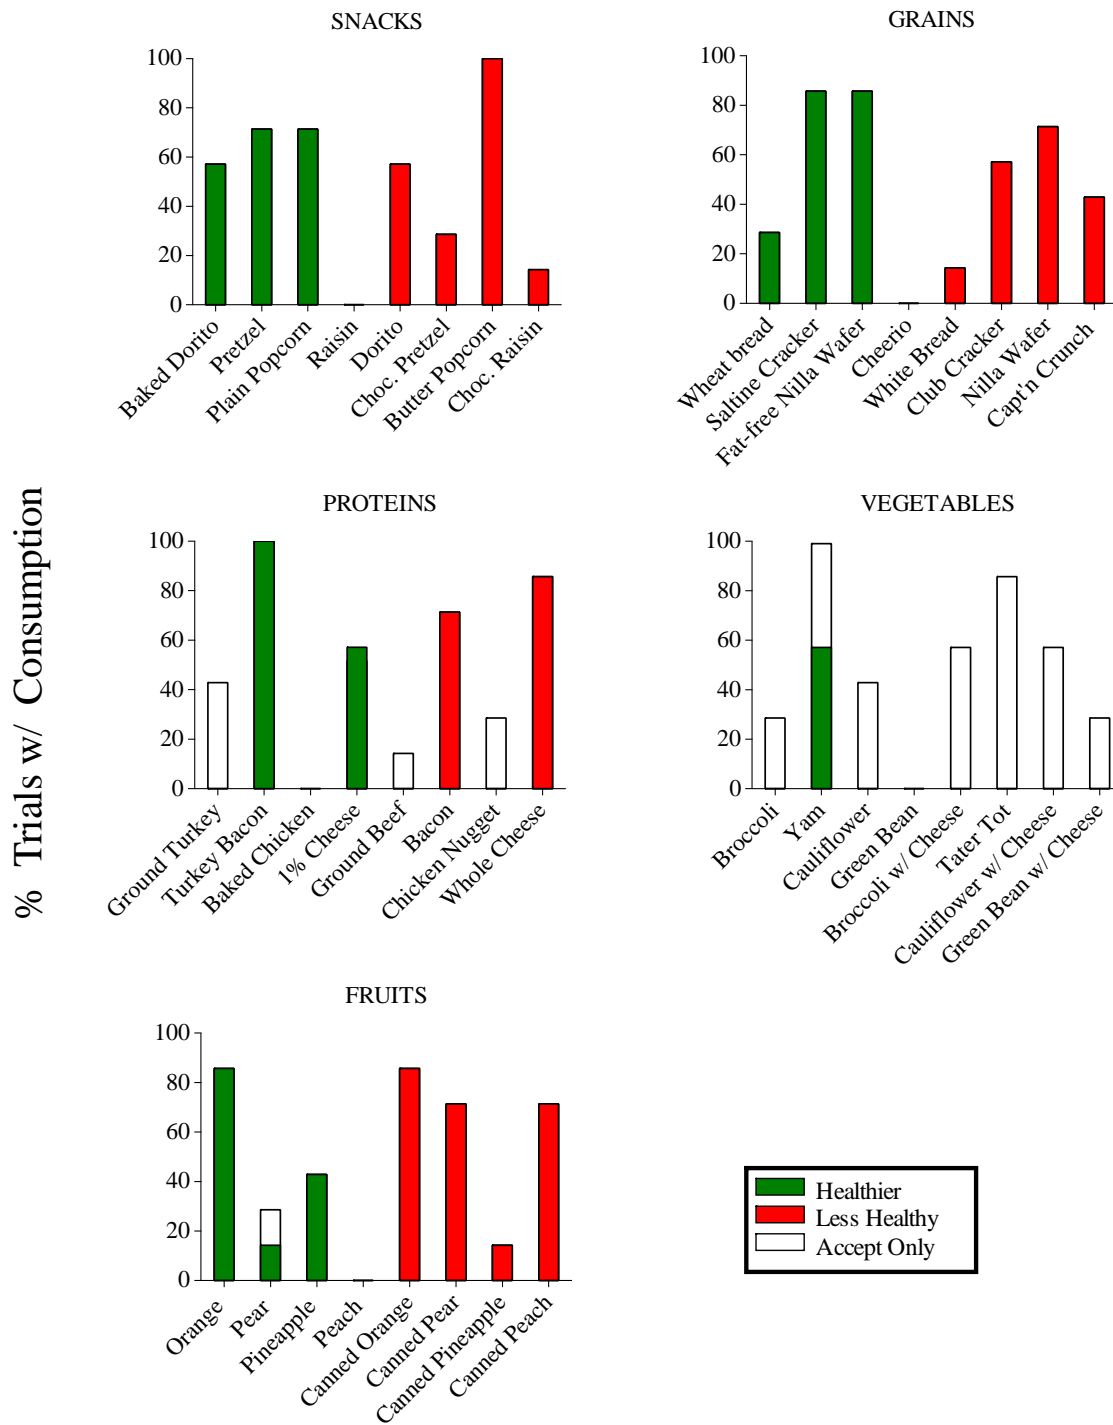 SNACKS
100
80
60
40
20
0
Baked Dorito
Pretzel
Plain Popcorn
Raisin
Dorito
Choc. Pretzel
Butter Popcorn
Choc. Raisin
GRAINS
100
80
60
40
20
0
Wheat bread
Saltine Cracker
Fat-free Nilla Wafer
Cheerio
White Bread
Club Cracker
Nilla Wafer
Capt'n Crunch
% Trials w/ Consumption
PROTEINS
100
80
60
40
20
0
Ground Turkey
Turkey Bacon
Baked Chicken
1% Cheese
Ground Beef
Bacon
Chicken Nugget
Whole Cheese
VEGETABLES
100
80
60
40
20
0
Broccoli
Yam
Cauliflower
Green Bean
Broccoli w/ Cheese
Tater Tot
Cauliflower w/ Cheese
Green Bean w/ Cheese
FRUITS
100
80
60
40
20
0
Orange
Pear
Pineapple
Peach
Canned Orange
Canned Pear
Canned Pineapple
Canned Peach
Healthier
Less Healthy
Accept Only